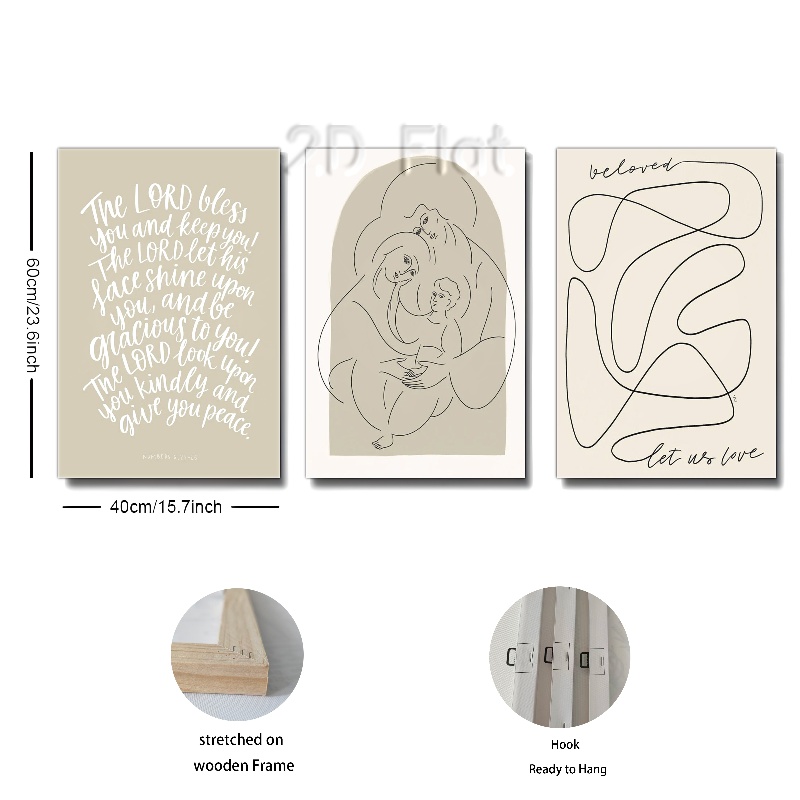 2D Flat
The LORD bless
you and keep you!
The LORD let his
face shine upon
you, and be
gracious to you!
The LORD look upon
you kindly and
give you peace.
beloved
let us love
60cm/23.6inch
40cm/15.7inch
stretched on
wooden Frame
Hook
Ready to Hang